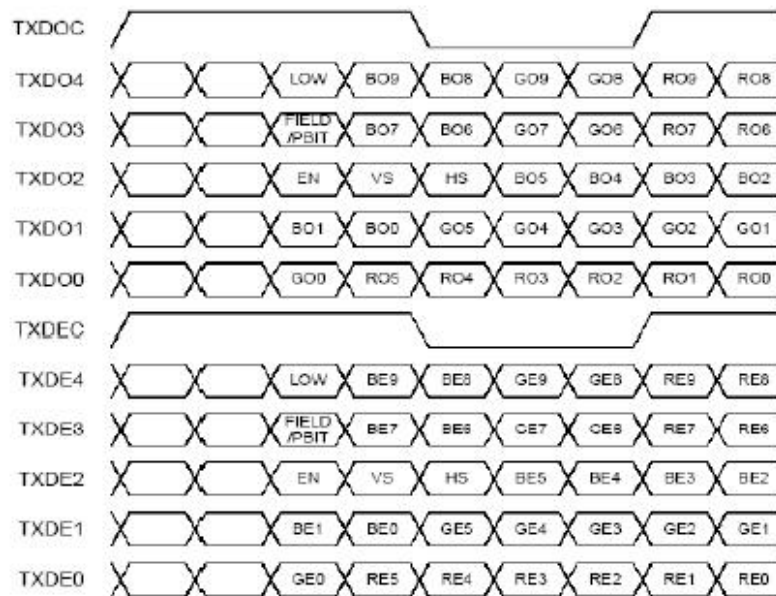 TXDOC
TXDO4 LOW BO9 BO8 GO9 GO8 RO9 RO8
TXDO3 FIELD /PBIT BO7 BO6 GO7 GO6 RO7 RO6
TXDO2 EN VS HS BO5 BO4 BO3 BO2
TXDO1 BO1 BO0 GO5 GO4 GO3 GO2 GO1
TXDO0 GO0 RO5 RO4 RO3 RO2 RO1 RO0
TXDEC
TXDE4 LOW BE9 BE8 GE9 GE8 RE9 RE8
TXDE3 FIELD /PBIT BE7 BE6 GE7 GE6 RE7 RE6
TXDE2 EN VS HS BE5 BE4 BE3 BE2
TXDE1 BE1 BE0 GE5 GE4 GE3 GE2 GE1
TXDE0 GE0 RE5 RE4 RE3 RE2 RE1 RE0